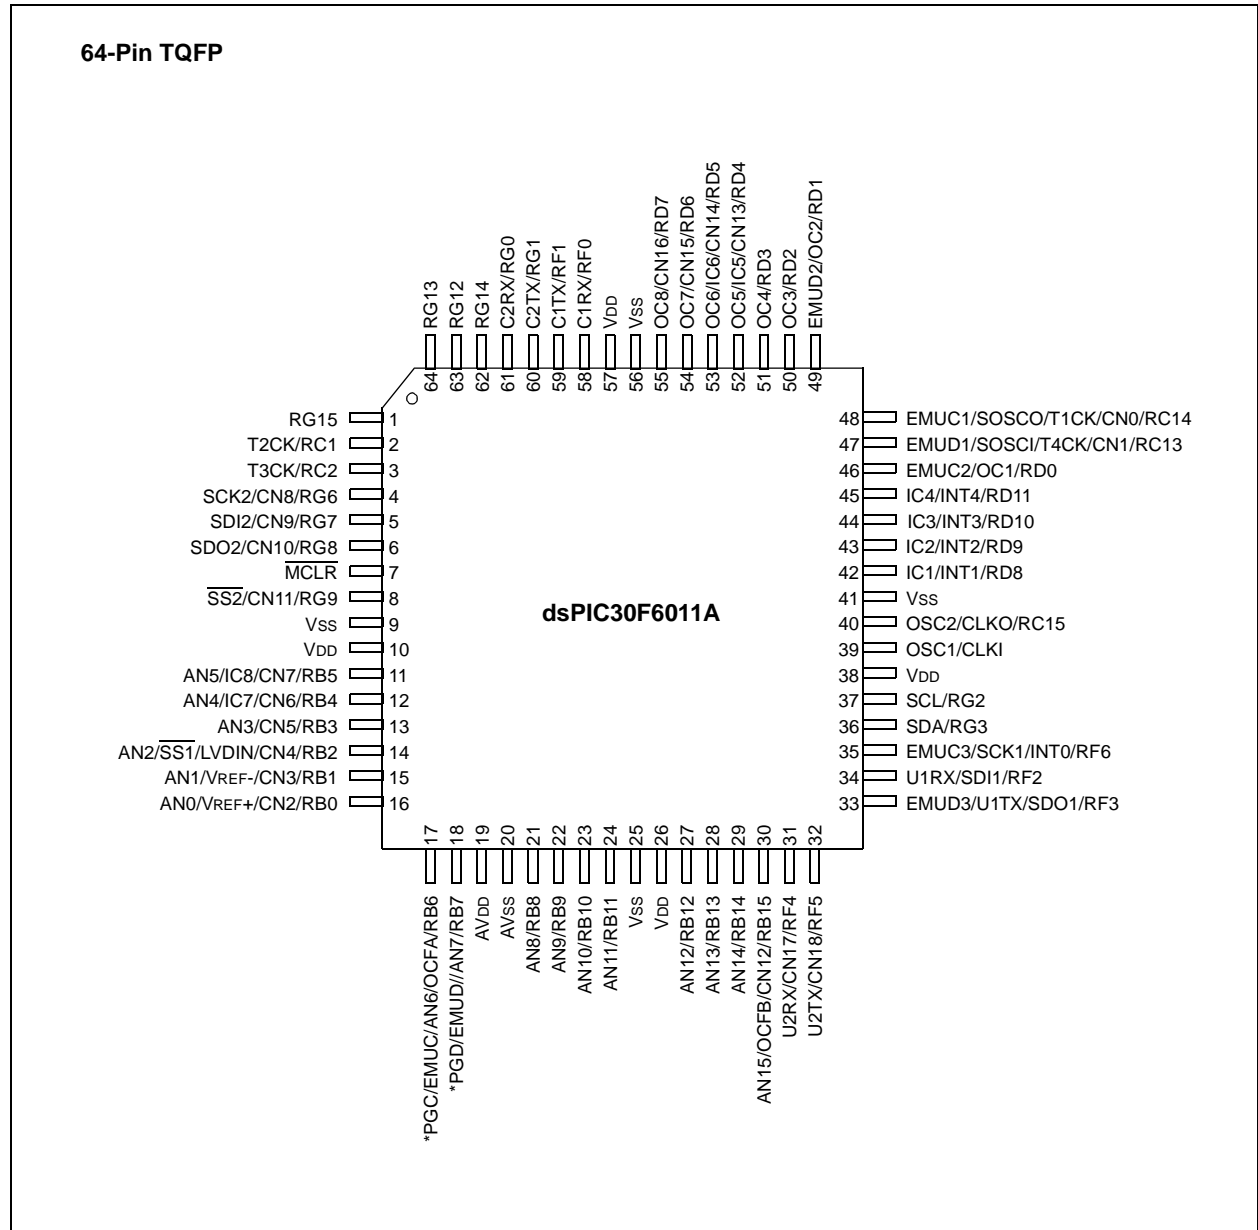 64-Pin TQFP
RG13
RG12
RG14
C2RX/RG0
C2TX/RG1
C1TX/RF1
C1RX/RF0
VDD
VSS
OC8/CN16/RD7
OC7/CN15/RD6
OC6/IC6/CN14/RD5
OC5/IC5/CN13/RD4
OC4/RD3
OC3/RD2
EMUD2/OC2/RD1
64
63
62
61
60
59
58
57
56
55
54
53
52
51
50
49
RG15 1
T2CK/RC1 2
T3CK/RC2 3
SCK2/CN8/RG6 4
SDI2/CN9/RG7 5
SDO2/CN10/RG8 6
MCLR 7
SS2/CN11/RG9 8
VSS 9
VDD 10
AN5/IC8/CN7/RB5 11
AN4/IC7/CN6/RB4 12
AN3/CN5/RB3 13
AN2/SS1/LVDIN/CN4/RB2 14
AN1/VREF-/CN3/RB1 15
AN0/VREF+/CN2/RB0 16
dsPIC30F6011A
48 EMUC1/SOSCO/T1CK/CN0/RC14
47 EMUD1/SOSCI/T4CK/CN1/RC13
46 EMUC2/OC1/RD0
45 IC4/INT4/RD11
44 IC3/INT3/RD10
43 IC2/INT2/RD9
42 IC1/INT1/RD8
41 VSS
40 OSC2/CLKO/RC15
39 OSC1/CLKI
38 VDD
37 SCL/RG2
36 SDA/RG3
35 EMUC3/SCK1/INT0/RF6
34 U1RX/SDI1/RF2
33 EMUD3/U1TX/SDO1/RF3
17
18
19
20
21
22
23
24
25
26
27
28
29
30
31
32
*PGC/EMUC/AN6/OCFA/RB6
*PGD/EMUD//AN7/RB7
AVDD
AVSS
AN8/RB8
AN9/RB9
AN10/RB10
AN11/RB11
VSS
VDD
AN12/RB12
AN13/RB13
AN14/RB14
AN15/OCFB/CN12/RB15
U2RX/CN17/RF4
U2TX/CN18/RF5